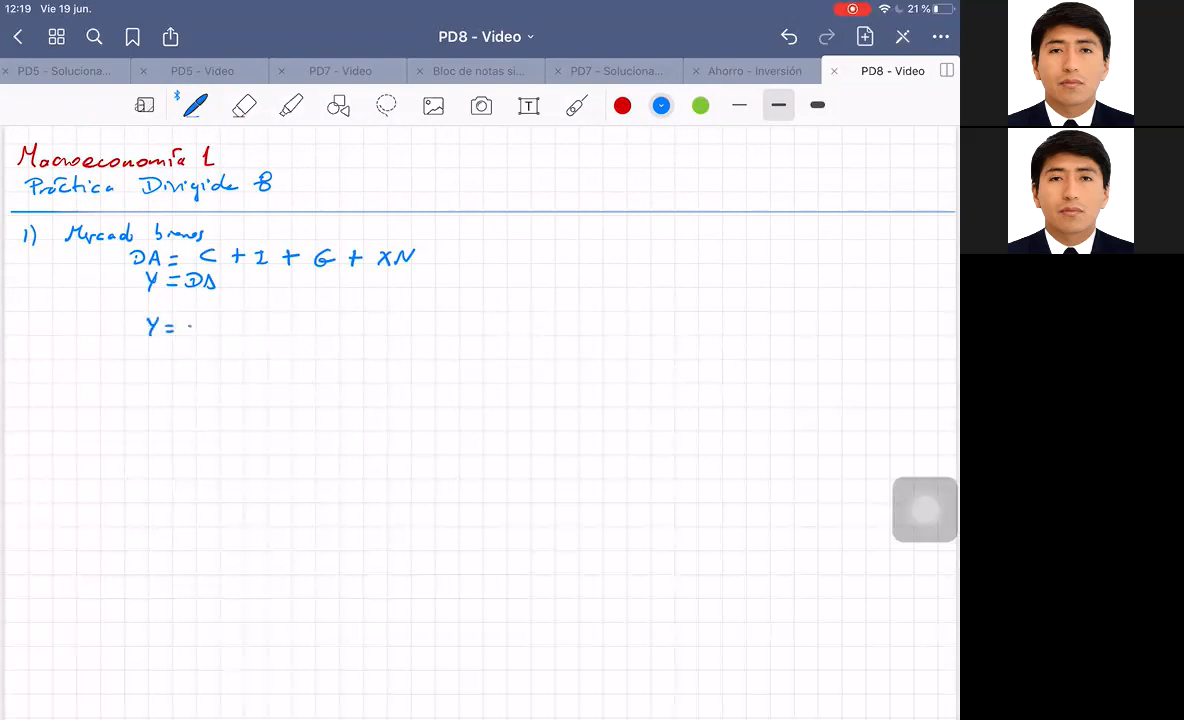 12:19 Vie 19 jun.
21 %
PD8 - Video
PD5 - Soluciona...
PD5 - Video
PD7 - Video
Bloc de notas si...
PD7 - Soluciona...
Ahorro - Inversión
PD8 - Video
Macroeconomía 1
Práctica Dirigida 8
1) Mercado bienes
DA = C + I + G + XN
Y = DA
Y =